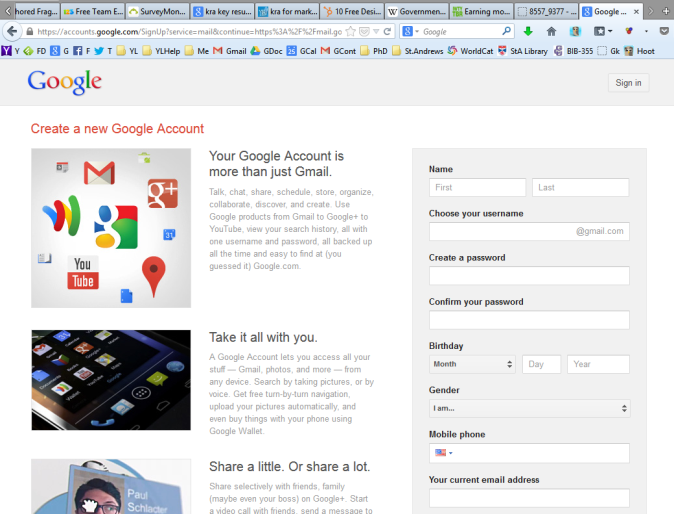 hored Frag...
Free Team E...
SurveyMon...
kra key resu...
kra for mark...
10 Free Desi...
Governmen...
Earning mo...
8557_9377 - ...
Google ...
https://accounts.google.com/SignUp?service=mail&continue=https%3A%2F%2Fmail.go
Google
Y FD G T YL YLHelp Me Gmail GDoc GCal GCont PhD St.Andrews WorldCat StA Library BIB-355 Gk Hoot
Google
Sign in
Create a new Google Account
Your Google Account is
more than just Gmail.
Talk, chat, share, schedule, store, organize,
collaborate, discover, and create. Use
Google products from Gmail to Google+ to
YouTube, view your search history, all with
one username and password, all backed up
all the time and easy to find at (you
guessed it) Google.com.
g+
g
31
You
Tube
Take it all with you.
A Google Account lets you access all your
stuff — Gmail, photos, and more — from
any device. Search by taking pictures, or by
voice. Get free turn-by-turn navigation,
upload your pictures automatically, and
even buy things with your phone using
Google Wallet.
Share a little. Or share a lot.
Share selectively with friends, family
(maybe even your boss) on Google+. Start
a video call with friends, send a message to
Paul
Schlacter
Name
First
Last
Choose your username
@gmail.com
Create a password
Confirm your password
Birthday
Month
Day
Year
Gender
I am...
Mobile phone
Your current email address